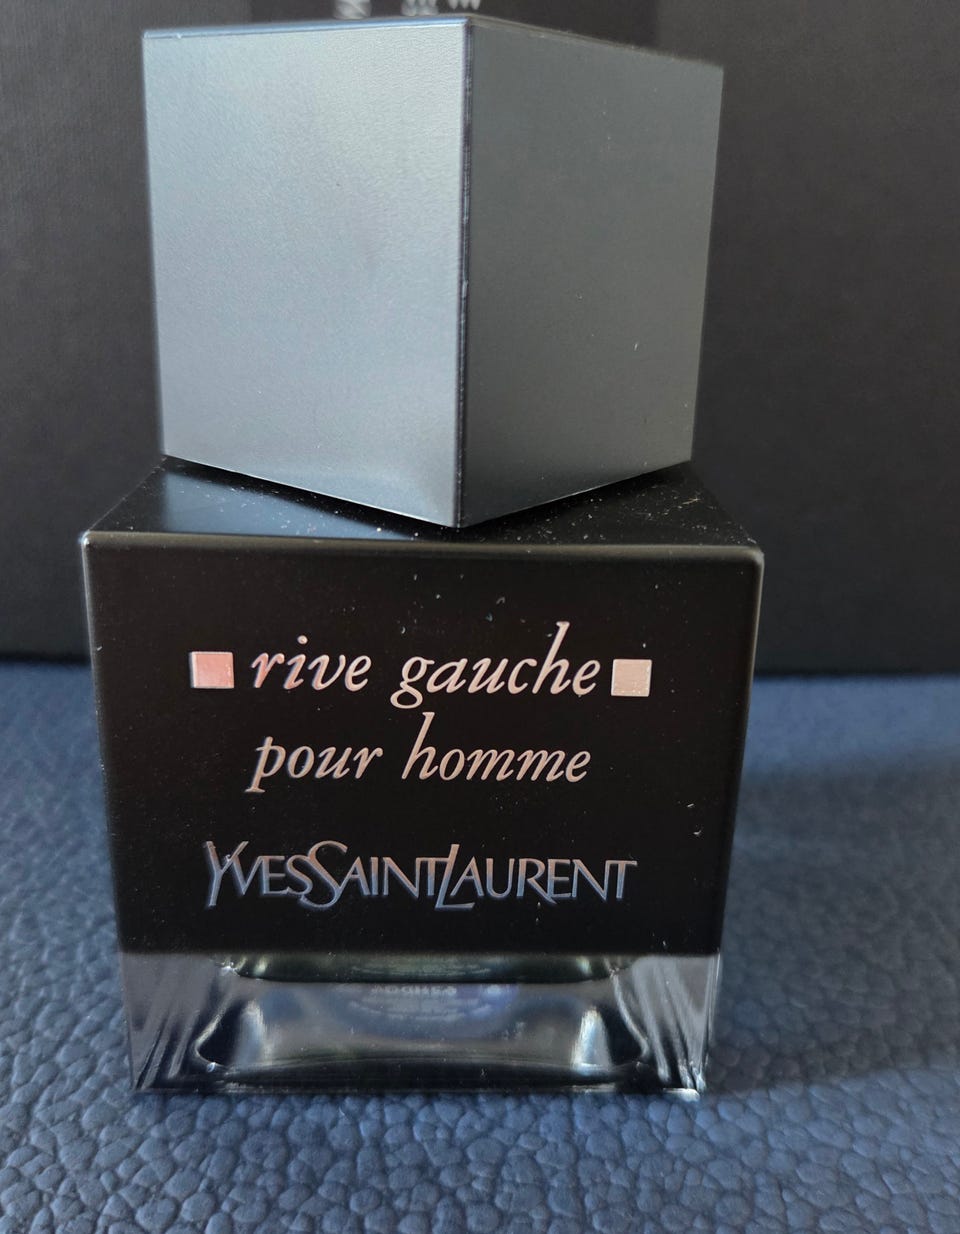 rive gauche
pour homme
YVESSAINTLAURENT